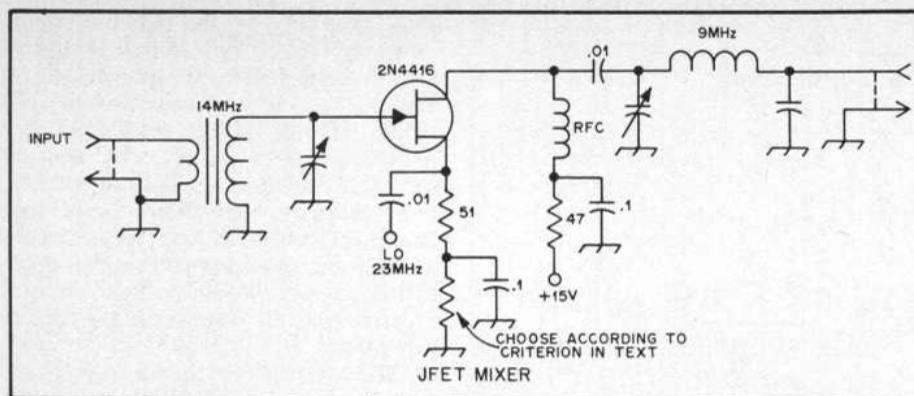 9MHz
.01
2N4416
14MHz
INPUT
RFC
.01
51
47
.1
LO
23MHz
.1
+15V
CHOOSE ACCORDING TO
CRITERION IN TEXT
JFET MIXER